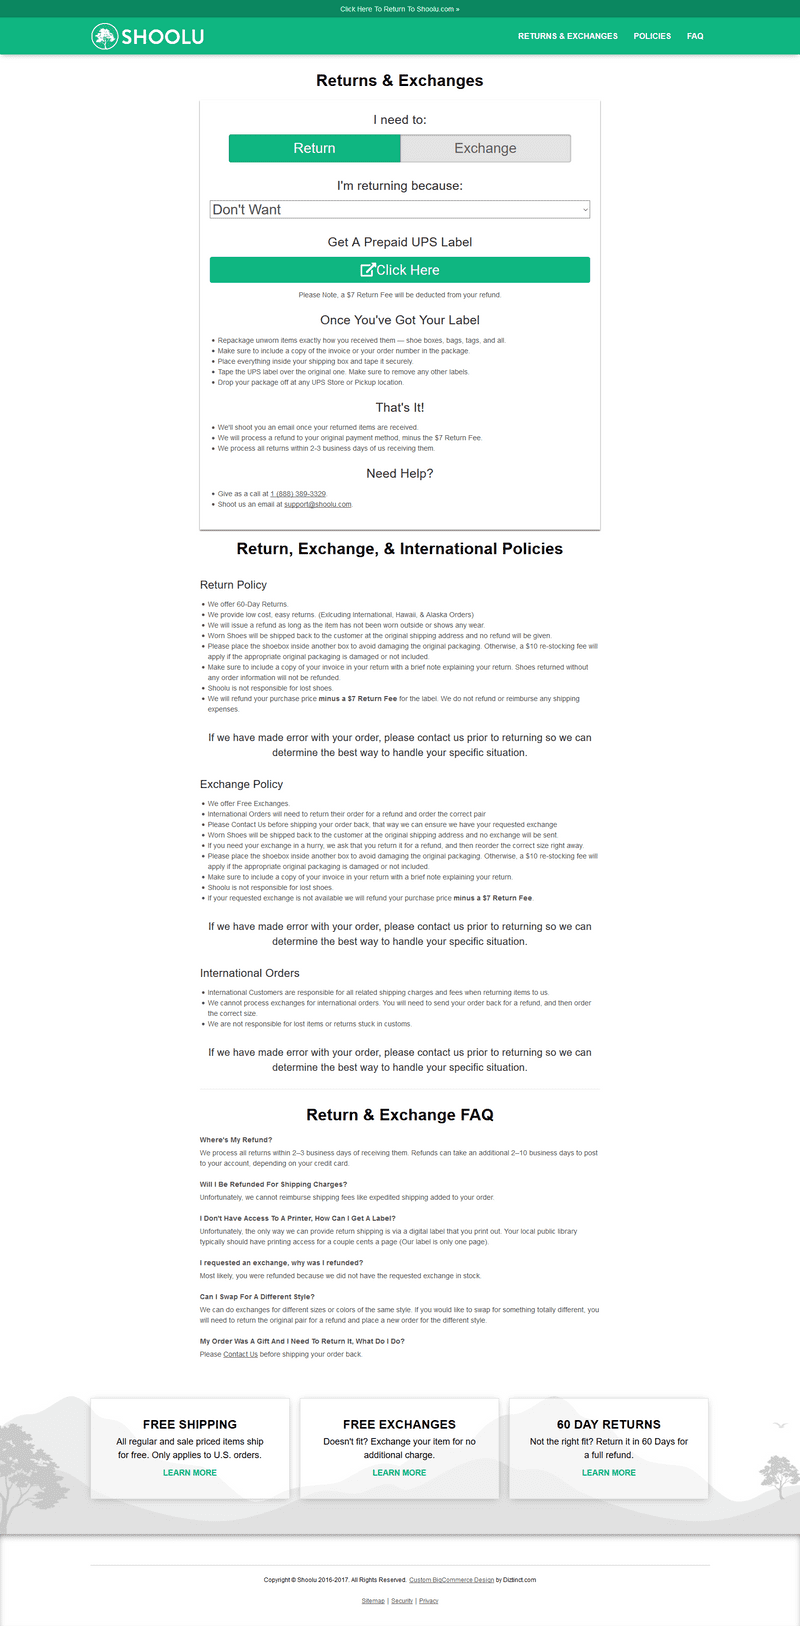 Click Here To Return To Shoolu.com »
SHOOLU
RETURNS & EXCHANGES POLICIES FAQ
Returns & Exchanges
I need to:
Return Exchange
I'm returning because:
Don't Want
Get A Prepaid UPS Label
Click Here
Please Note, a $7 Return Fee will be deducted from your refund.
Once You've Got Your Label
Repackage unworn items exactly how you received them — shoe boxes, bags, tags, and all.
Make sure to include a copy of the invoice or your order number in the package.
Place everything inside your shipping box and tape it securely.
Tape the UPS label over the original one. Make sure to remove any other labels.
Drop your package off at any UPS Store or Pickup location.
That's It!
We'll shoot you an email once your returned items are received.
We will process a refund to your original payment method, minus the $7 Return Fee.
We process all returns within 2-3 business days of us receiving them.
Need Help?
Give as a call at 1 (888) 389-3329.
Shoot us an email at support@shoolu.com.
Return, Exchange, & International Policies
Return Policy
We offer 60-Day Returns.
We provide low cost, easy returns. (Exlcuding International, Hawaii, & Alaska Orders)
We will issue a refund as long as the item has not been worn outside or shows any wear.
Worn Shoes will be shipped back to the customer at the original shipping address and no refund will be given.
Please place the shoebox inside another box to avoid damaging the original packaging. Otherwise, a $10 re-stocking fee will
apply if the appropriate original packaging is damaged or not included.
Make sure to include a copy of your invoice in your return with a brief note explaining your return. Shoes returned without
any order information will not be refunded.
Shoolu is not responsible for lost shoes.
We will refund your purchase price minus a $7 Return Fee for the label. We do not refund or reimburse any shipping
expenses.
If we have made error with your order, please contact us prior to returning so we can
determine the best way to handle your specific situation.
Exchange Policy
We offer Free Exchanges.
International Orders will need to return their order for a refund and order the correct pair
Please Contact Us before shipping your order back, that way we can ensure we have your requested exchange
Worn Shoes will be shipped back to the customer at the original shipping address and no exchange will be sent.
If you need your exchange in a hurry, we ask that you return it for a refund, and then reorder the correct size right away.
Please place the shoebox inside another box to avoid damaging the original packaging. Otherwise, a $10 re-stocking fee will
apply if the appropriate original packaging is damaged or not included.
Make sure to include a copy of your invoice in your return with a brief note explaining your return.
Shoolu is not responsible for lost shoes.
If your requested exchange is not available we will refund your purchase price minus a $7 Return Fee.
If we have made error with your order, please contact us prior to returning so we can
determine the best way to handle your specific situation.
International Orders
International Customers are responsible for all related shipping charges and fees when returning items to us.
We cannot process exchanges for international orders. You will need to send your order back for a refund, and then order
the correct size.
We are not responsible for lost items or returns stuck in customs.
If we have made error with your order, please contact us prior to returning so we can
determine the best way to handle your specific situation.
Return & Exchange FAQ
Where's My Refund?
We process all returns within 2–3 business days of receiving them. Refunds can take an additional 2–10 business days to post
to your account, depending on your credit card.
Will I Be Refunded For Shipping Charges?
Unfortunately, we cannot reimburse shipping fees like expedited shipping added to your order.
I Don't Have Access To A Printer, How Can I Get A Label?
Unfortunately, the only way we can provide return shipping is via a digital label that you print out. Your local public library
typically should have printing access for a couple cents a page (Our label is only one page).
I requested an exchange, why was I refunded?
Most likely, you were refunded because we did not have the requested exchange in stock.
Can I Swap For A Different Style?
We can do exchanges for different sizes or colors of the same style. If you would like to swap for something totally different, you
will need to return the original pair for a refund and place a new order for the different style.
My Order Was A Gift And I Need To Return It, What Do I Do?
Please Contact Us before shipping your order back.
FREE SHIPPING
All regular and sale priced items ship
for free. Only applies to U.S. orders.
LEARN MORE
FREE EXCHANGES
Doesn't fit? Exchange your item for no
additional charge.
LEARN MORE
60 DAY RETURNS
Not the right fit? Return it in 60 Days for
a full refund.
LEARN MORE
Copyright © Shoolu 2016-2017. All Rights Reserved. Custom BigCommerce Design by Diztinct.com
Sitemap | Security | Privacy